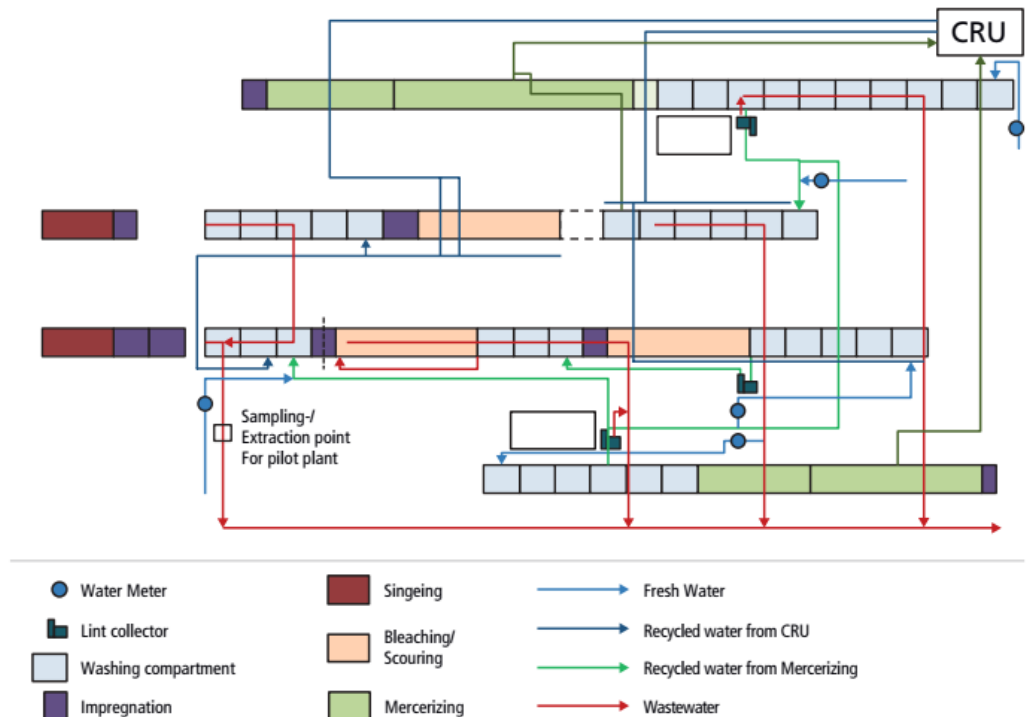 CRU
Sampling-/
Extraction point
For pilot plant
Water Meter
Singeing
Fresh Water
Lint collector
Bleaching/
Scouring
Recycled water from CRU
Washing compartment
Recycled water from Mercerizing
Impregnation
Mercerizing
Wastewater